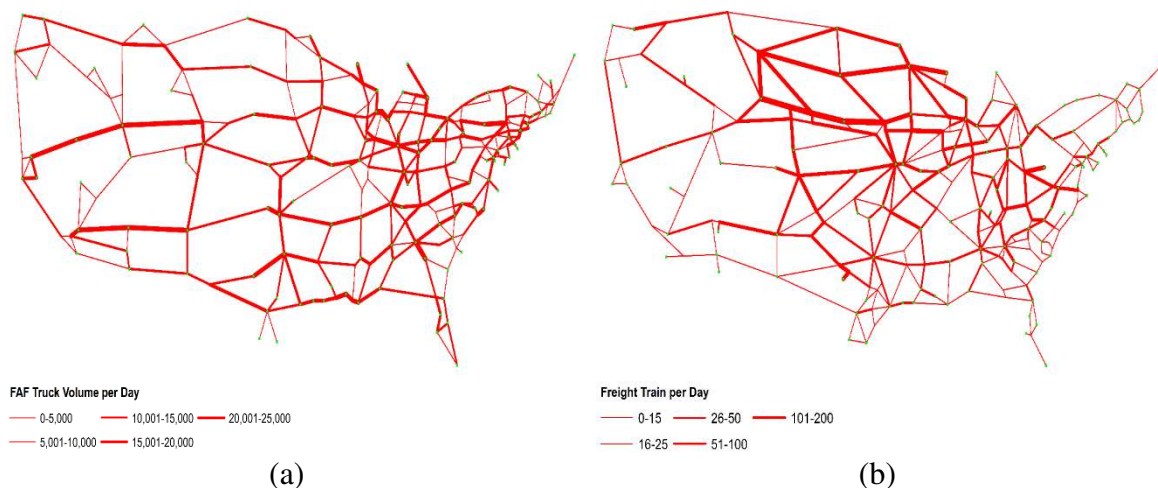 FAF Truck Volume per Day
0-5,000 10,001-15,000 20,001-25,000
5,001-10,000 15,001-20,000
(a)
Freight Train per Day
0-15 26-50 101-200
16-25 51-100
(b)